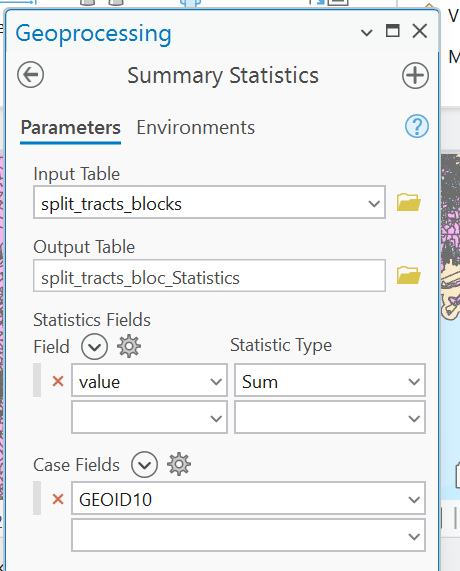 Geoprocessing
Summary Statistics
Parameters Environments
Input Table
split_tracts_blocks
Output Table
split_tracts_bloc_Statistics
Statistics Fields
Field Statistic Type
value Sum
Case Fields
GEOID10